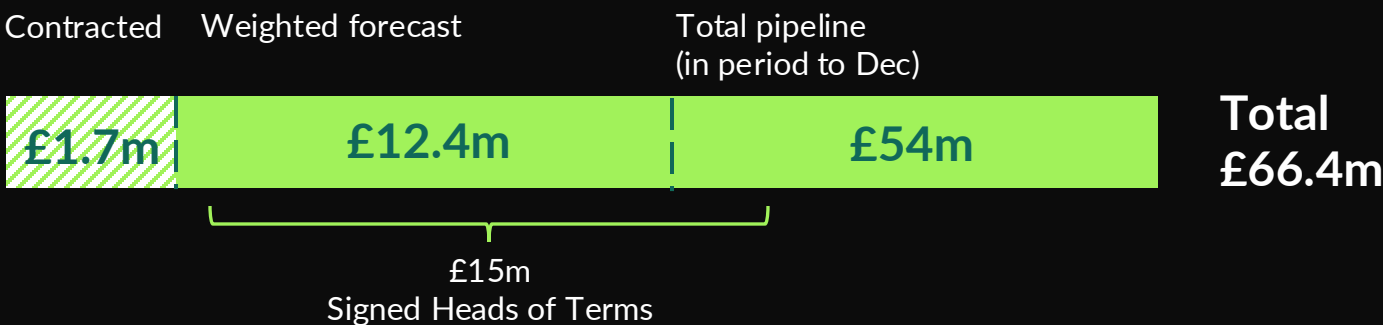 Contracted
Weighted forecast
Total pipeline
(in period to Dec)
£1.7m
£12.4m
£54m
Total
£66.4m
£15m
Signed Heads of Terms